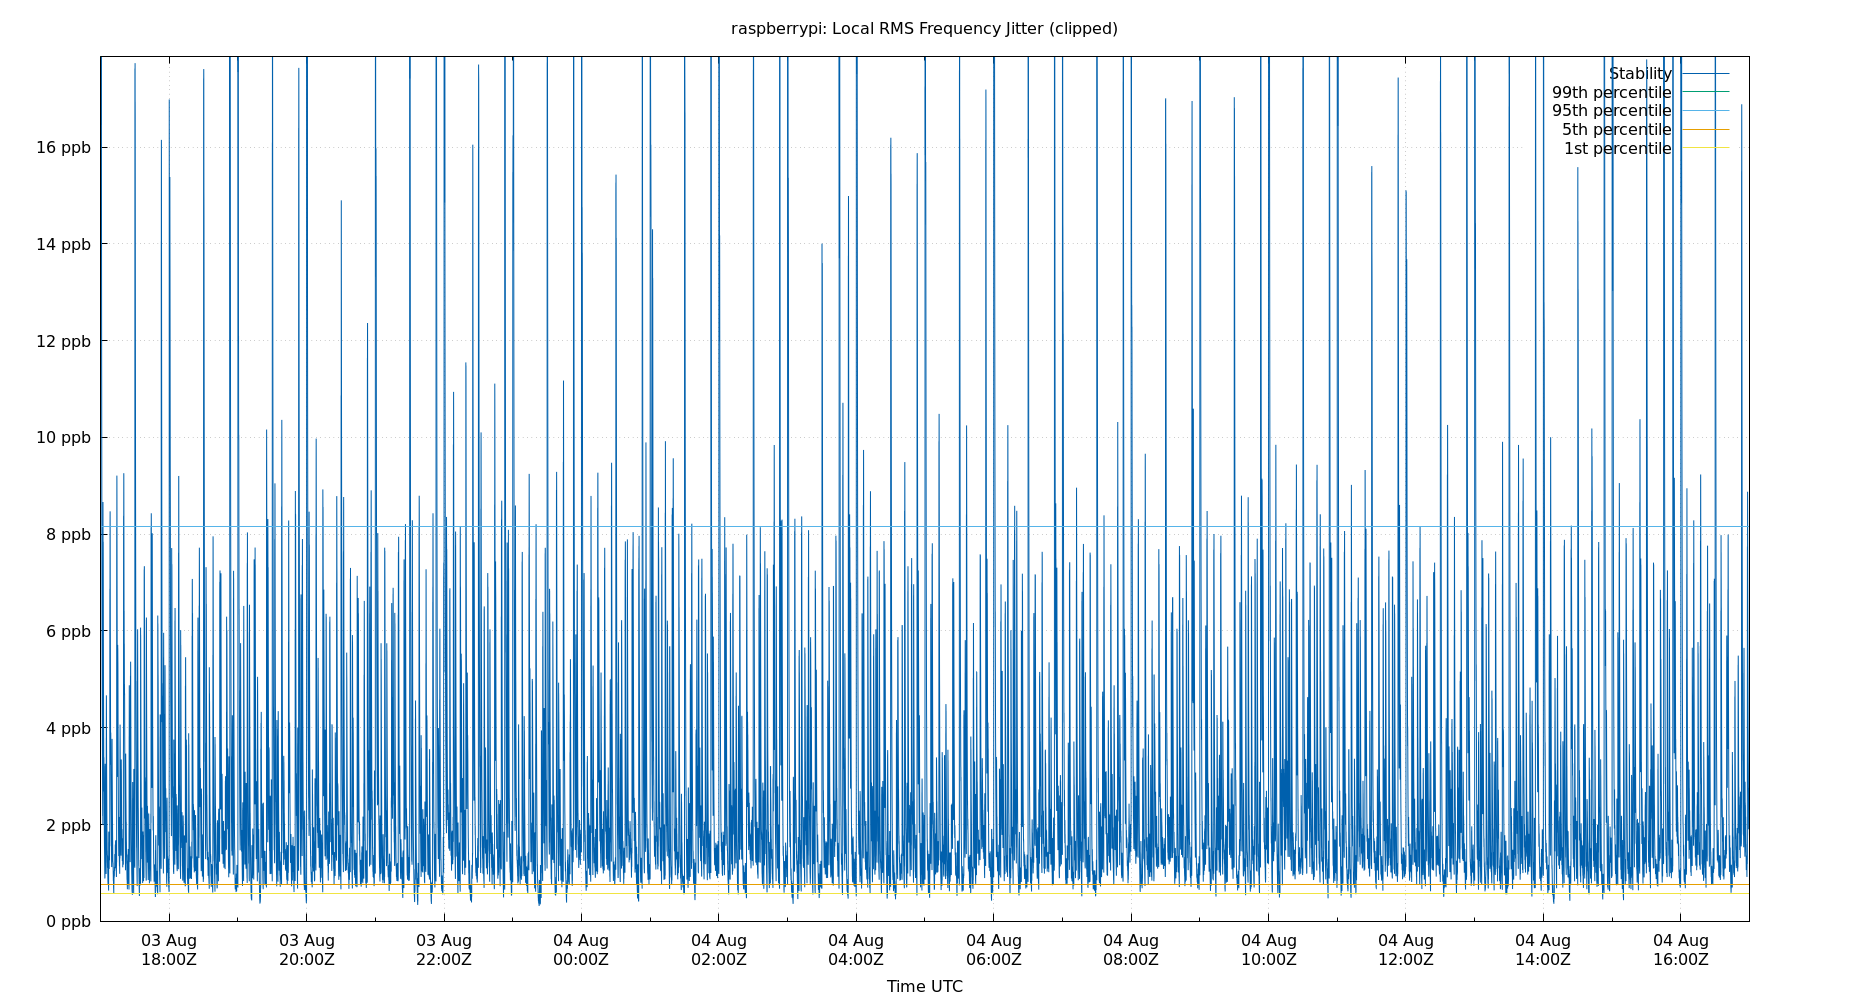 raspberrypi: Local RMS Frequency Jitter (clipped)
Stability
99th percentile
95th percentile
5th percentile
1st percentile
16 ppb
14 ppb
12 ppb
10 ppb
8 ppb
6 ppb
4 ppb
2 ppb
0 ppb
03 Aug 03 Aug 03 Aug 04 Aug 04 Aug 04 Aug 04 Aug 04 Aug 04 Aug 04 Aug 04 Aug 04 Aug
18:00Z 20:00Z 22:00Z 00:00Z 02:00Z 04:00Z 06:00Z 08:00Z 10:00Z 12:00Z 14:00Z 16:00Z
Time UTC